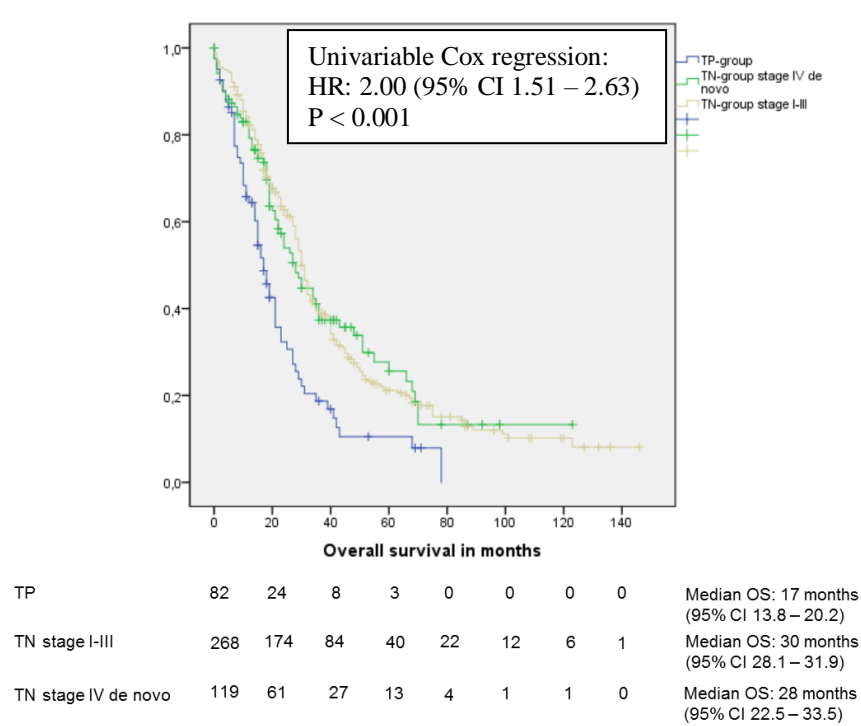 Univariable Cox regression:
HR: 2.00 (95% CI 1.51 – 2.63)
P < 0.001
TP-group
TN-group stage IV de
novo
TN-group stage I-III
1,0
0,8
0,6
0,4
0,2
0,0
0 20 40 60 80 100 120 140
Overall survival in months
TP 82 24 8 3 0 0 0 0 Median OS: 17 months
(95% CI 13.8 – 20.2)
TN stage I-III 268 174 84 40 22 12 6 1 Median OS: 30 months
(95% CI 28.1 – 31.9)
TN stage IV de novo 119 61 27 13 4 1 1 0 Median OS: 28 months
(95% CI 22.5 – 33.5)